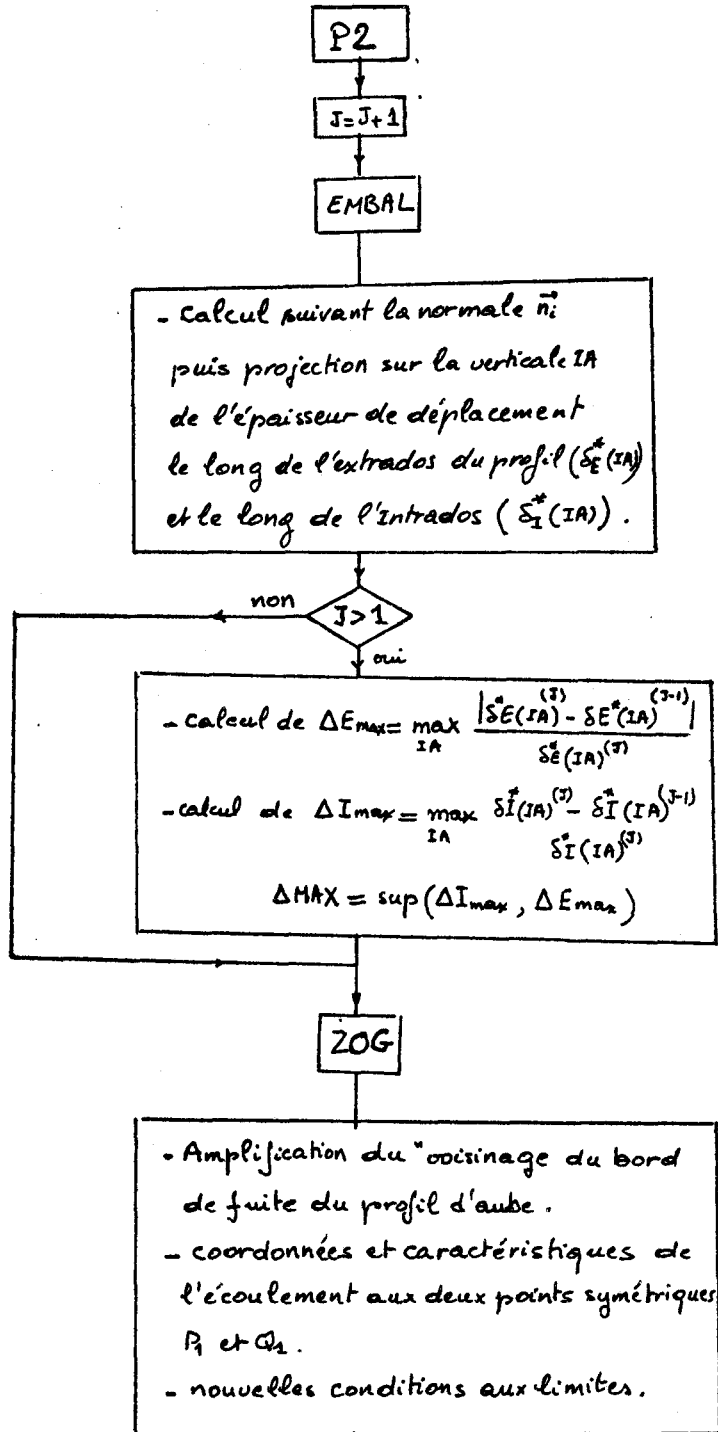 P2
J=J+1
EMBAL
- Calcul suivant la normale n⃗i
puis projection sur la verticale IA
de l'épaisseur de déplacement
le long de l'extrados du profil (δ*E (IA)
et le long de l'Intrados ( δ*I (IA)) .
non
J>1
oui
- calcul de ΔEmax = max IA |δ*E(IA)^(J) - δE*(IA)^(J-1)| / δ*E(IA)^(J)
- calcul de ΔImax = max IA δ*I(IA)^(J) - δ*I(IA)^(J-1) δ*I(IA)^(J)
ΔMAX = sup(ΔImax , ΔEmax)
ZOG
- Amplification du "oisinage du bord
de fuite du profil d'aube .
- coordonnées et caractéristiques de
l'écoulement aux deux points symétriques
P1 et Q1 .
- nouvelles conditions aux limites .